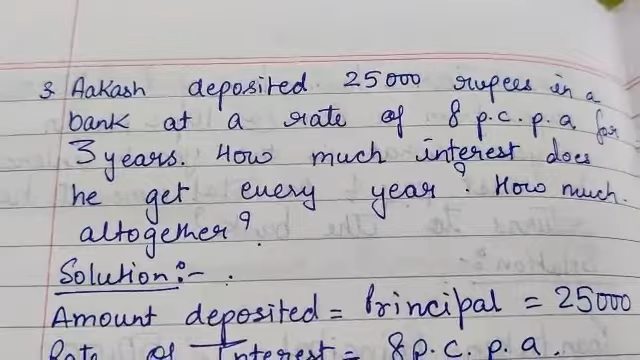 3. Aakash deposited 25000 rupees in a
bank at a rate of 8 p.c.p.a for
3 years. How much interest does
he get every year? How much
altogether?
Solution:-
Amount deposited = Principal = 25000
Rate of Interest = 8 p.c.p.a.